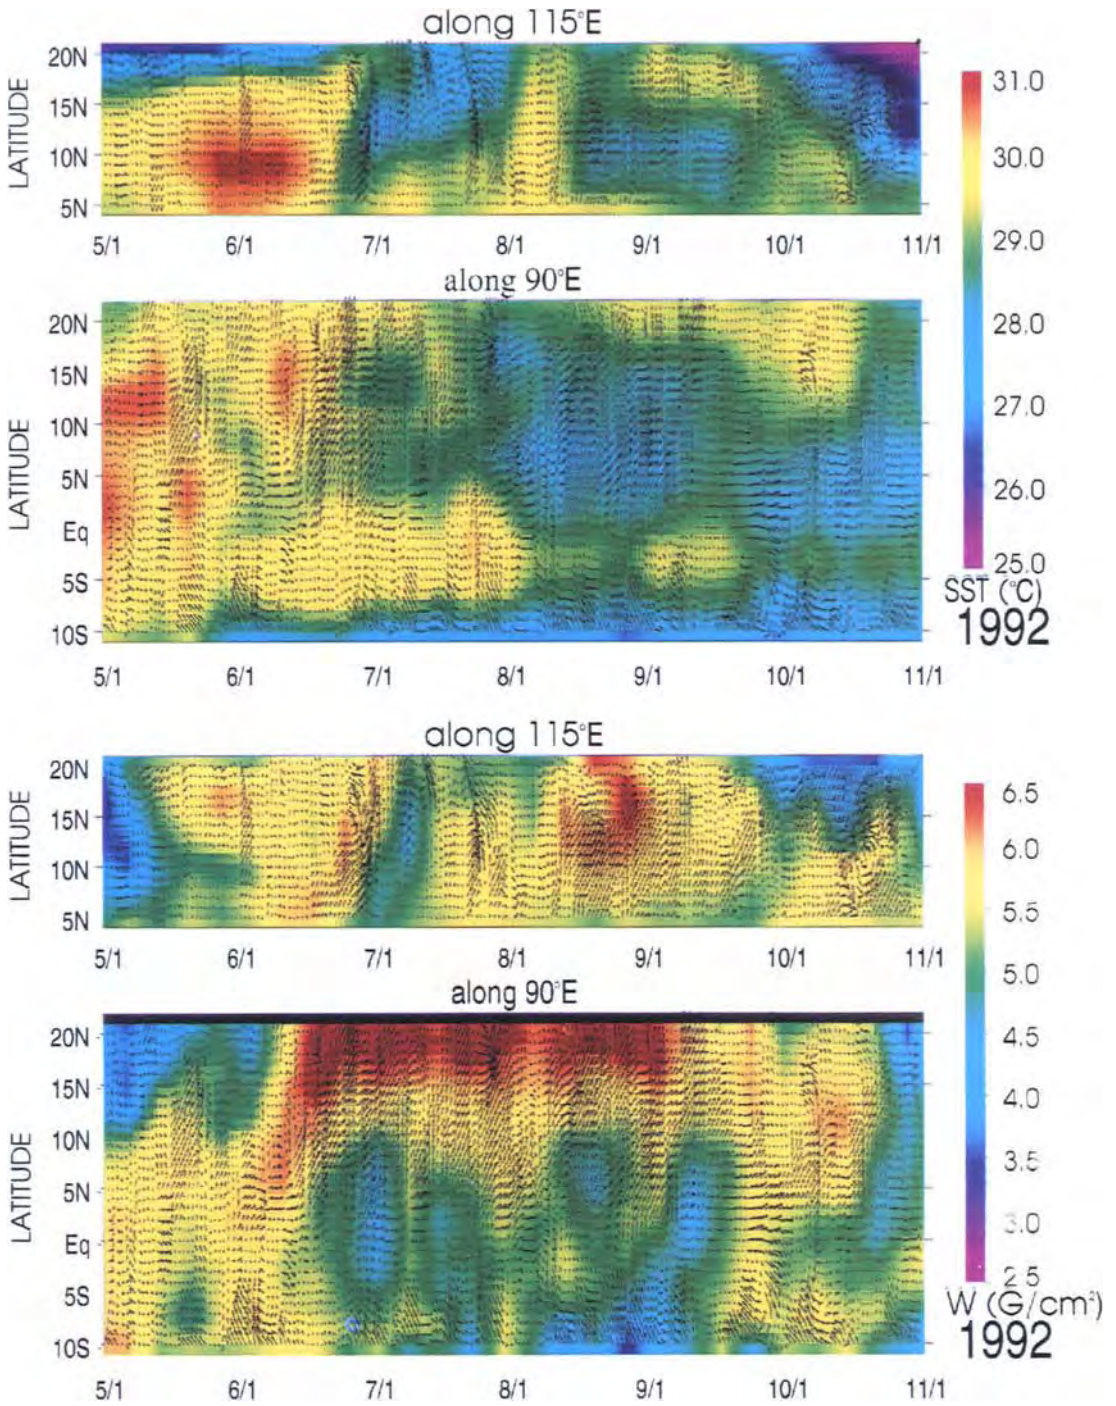 along 115°E
LATITUDE
20N
15N
10N
5N
5/1 6/1 7/1 8/1 9/1 10/1 11/1
along 90°E
LATITUDE
20N
15N
10N
5N
Eq
5S
10S
5/1 6/1 7/1 8/1 9/1 10/1 11/1
31.0
30.0
29.0
28.0
27.0
26.0
25.0
SST (°C)
1992
along 115°E
LATITUDE
20N
15N
10N
5N
5/1 6/1 7/1 8/1 9/1 10/1 11/1
along 90°E
LATITUDE
20N
15N
10N
5N
Eq
5S
10S
5/1 6/1 7/1 8/1 9/1 10/1 11/1
6.5
6.0
5.5
5.0
4.5
4.0
3.5
3.0
2.5
W (G/cm²)
1992